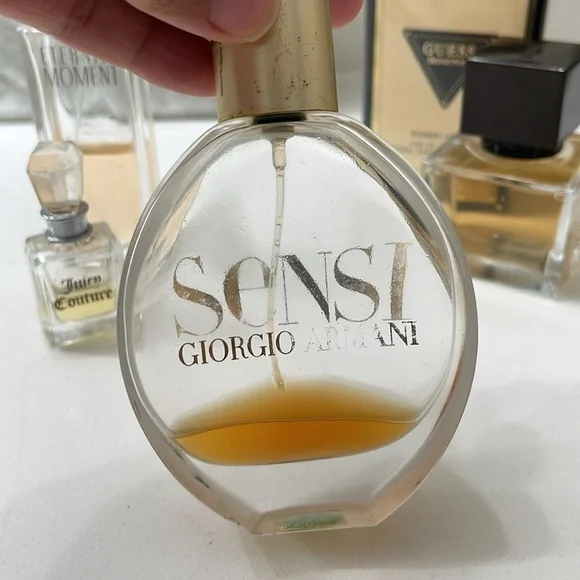 ETERNITY
MOMENT
GUESS
Juicy
Couture
SENSI
GIORGIO ARMANI